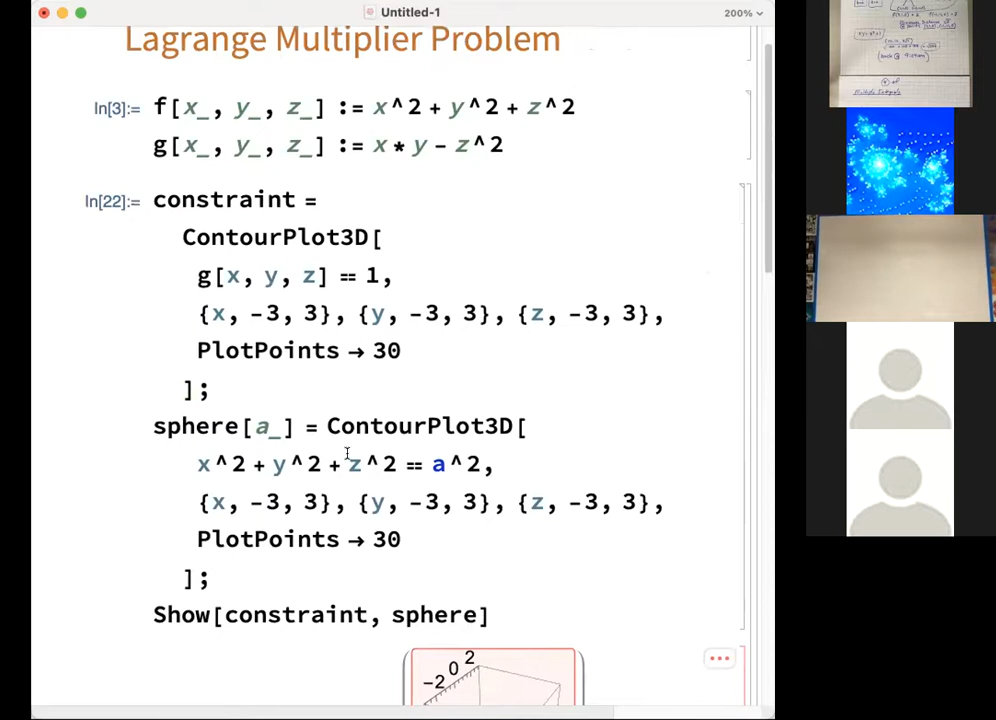 Untitled-1
200%
Lagrange Multiplier Problem
In[3]:= f[x_, y_, z_] := x^2 + y^2 + z^2
g[x_, y_, z_] := x * y - z^2
In[22]:= constraint =
ContourPlot3D[
g[x, y, z] == 1,
{x, -3, 3}, {y, -3, 3}, {z, -3, 3},
PlotPoints → 30
];
sphere[a_] = ContourPlot3D[
x^2 + y^2 + z^2 == a^2,
{x, -3, 3}, {y, -3, 3}, {z, -3, 3},
PlotPoints → 30
];
Show[constraint, sphere]
-2 0 2
Multiple Integrals